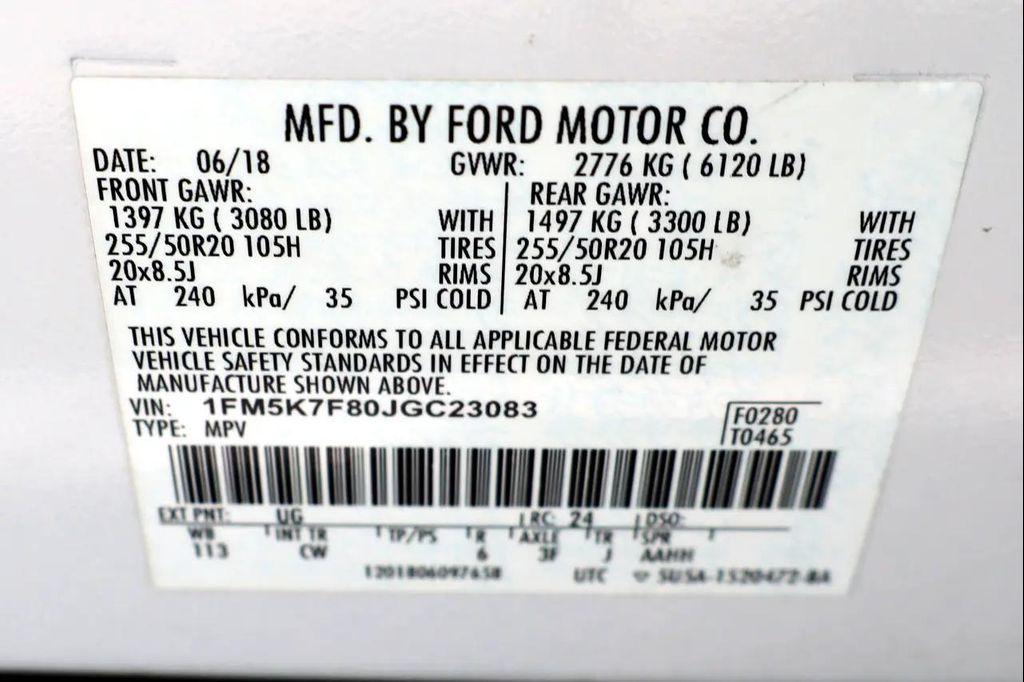 MFD. BY FORD MOTOR CO.
DATE: 06/18 GVWR: 2776 KG ( 6120 LB)
FRONT GAWR: REAR GAWR:
1397 KG ( 3080 LB) WITH 1497 KG ( 3300 LB) WITH
255/50R20 105H TIRES 255/50R20 105H TIRES
20x8.5J RIMS 20x8.5J RIMS
AT 240 kPa/ 35 PSI COLD AT 240 kPa/ 35 PSI COLD
THIS VEHICLE CONFORMS TO ALL APPLICABLE FEDERAL MOTOR
VEHICLE SAFETY STANDARDS IN EFFECT ON THE DATE OF
MANUFACTURE SHOWN ABOVE.
VIN: 1FM5K7F80JGC23083 F0280
TYPE: MPV T0465
EXT PNT: UG RC: 24 DSO:
WB INT TR TP/PS R AXLE TR SPR
113 CW 6 3F J AAHH
1201806097658 UTC 5U5A-1520472-BA